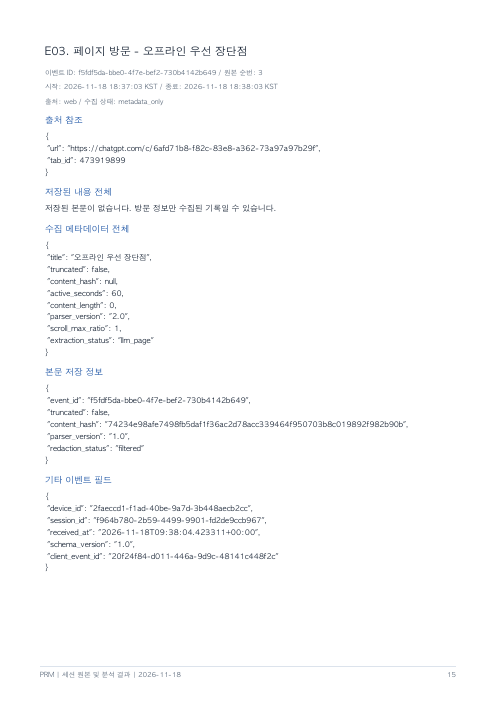 E03. 페이지 방문 - 오프라인 우선 장단점
이벤트 ID: f5fdf5da-bbe0-4f7e-bef2-730b4142b649 / 원본 순번: 3
시작: 2026-11-18 18:37:03 KST / 종료: 2026-11-18 18:38:03 KST
출처: web / 수집 상태: metadata_only
출처 참조
{
"url": "https://chatgpt.com/c/6afd71b8-f82c-83e8-a362-73a97a97b29f",
"tab_id": 473919899
}
저장된 내용 전체
저장된 본문이 없습니다. 방문 정보만 수집된 기록일 수 있습니다.
수집 메타데이터 전체
{
"title": "오프라인 우선 장단점",
"truncated": false,
"content_hash": null,
"active_seconds": 60,
"content_length": 0,
"parser_version": "2.0",
"scroll_max_ratio": 1,
"extraction_status": "llm_page"
}
본문 저장 정보
{
"event_id": "f5fdf5da-bbe0-4f7e-bef2-730b4142b649",
"truncated": false,
"content_hash": "74234e98afe7498fb5daf1f36ac2d78acc339464f950703b8c019892f982b90b",
"parser_version": "1.0",
"redaction_status": "filtered"
}
기타 이벤트 필드
{
"device_id": "2faeccd1-f1ad-40be-9a7d-3b448aecb2cc",
"session_id": "f964b780-2b59-4499-9901-fd2de9ccb967",
"received_at": "2026-11-18T09:38:04.423311+00:00",
"schema_version": "1.0",
"client_event_id": "20f24f84-d011-446a-9d9c-48141c448f2c"
}
PRM | 세션 원본 및 분석 결과 | 2026-11-18
15